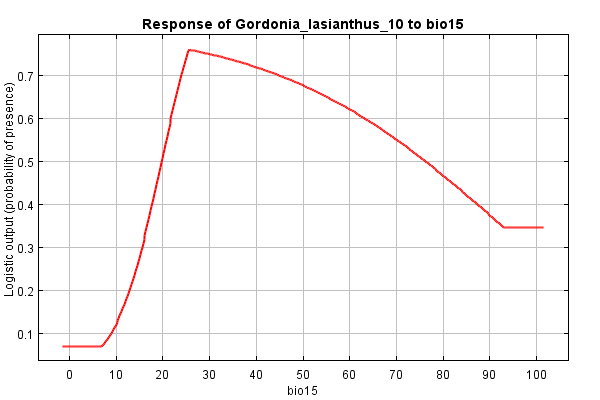 Response of Gordonia_lasianthus_10 to bio15
Logistic output (probability of presence)
0.7
0.6
0.5
0.4
0.3
0.2
0.1
0 10 20 30 40 50 60 70 80 90 100
bio15